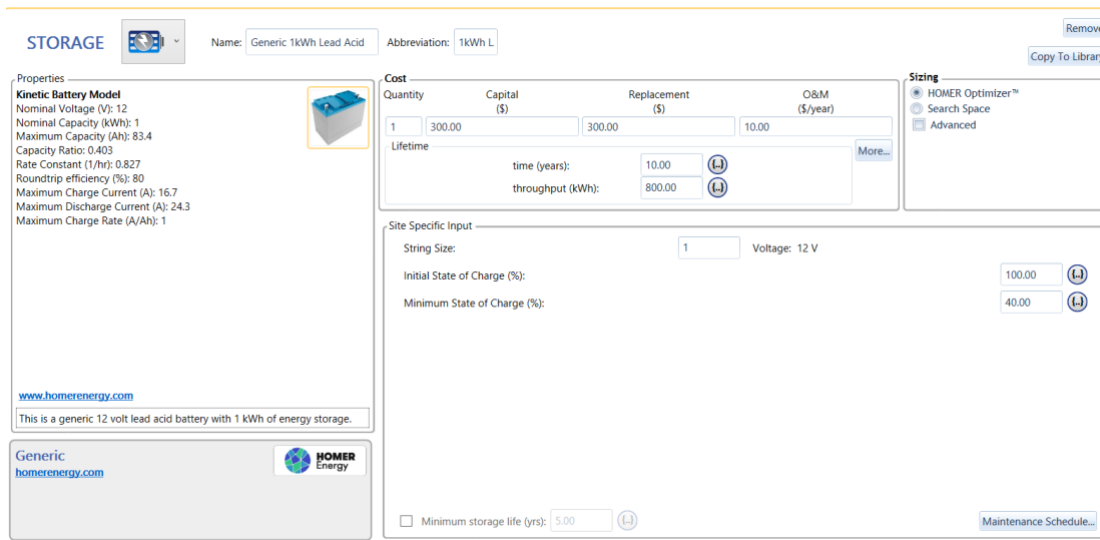 STORAGE
Name: Generic 1kWh Lead Acid Abbreviation: 1kWh L
Remove
Copy To Library
Properties
Kinetic Battery Model
Nominal Voltage (V): 12
Nominal Capacity (kWh): 1
Maximum Capacity (Ah): 83.4
Capacity Ratio: 0.403
Rate Constant (1/hr): 0.827
Roundtrip efficiency (%): 80
Maximum Charge Current (A): 16.7
Maximum Discharge Current (A): 24.3
Maximum Charge Rate (A/Ah): 1
www.homerenergy.com
This is a generic 12 volt lead acid battery with 1 kWh of energy storage.
Generic
homerenergy.com
HOMER
Energy
Cost
Quantity Capital Replacement O&M
($) ($) ($/year)
1 300.00 300.00 10.00
Lifetime
More...
time (years): 10.00 {..}
throughput (kWh): 800.00 {..}
Sizing
HOMER Optimizer™
Search Space
Advanced
Site Specific Input
String Size: 1 Voltage: 12 V
Initial State of Charge (%): 100.00 {..}
Minimum State of Charge (%): 40.00 {..}
Minimum storage life (yrs): 5.00 {..}
Maintenance Schedule...